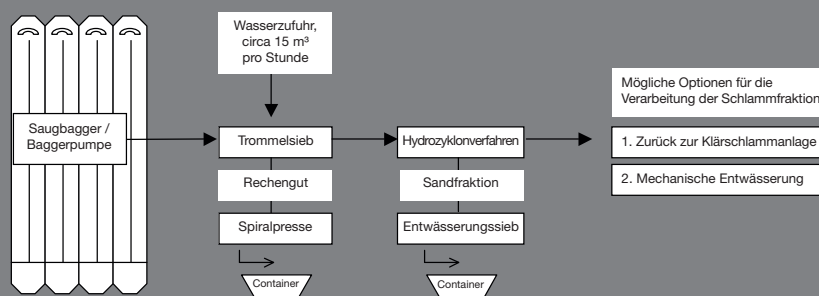 Wasserzufuhr,
circa 15 m³
pro Stunde
Saugbagger /
Baggerpumpe
Trommelsieb
Rechengut
Spiralpresse
Container
Hydrozyklonverfahren
Sandfraktion
Entwässerungssieb
Container
Mögliche Optionen für die
Verarbeitung der Schlammfraktion
1. Zurück zur Klärschlammanlage
2. Mechanische Entwässerung